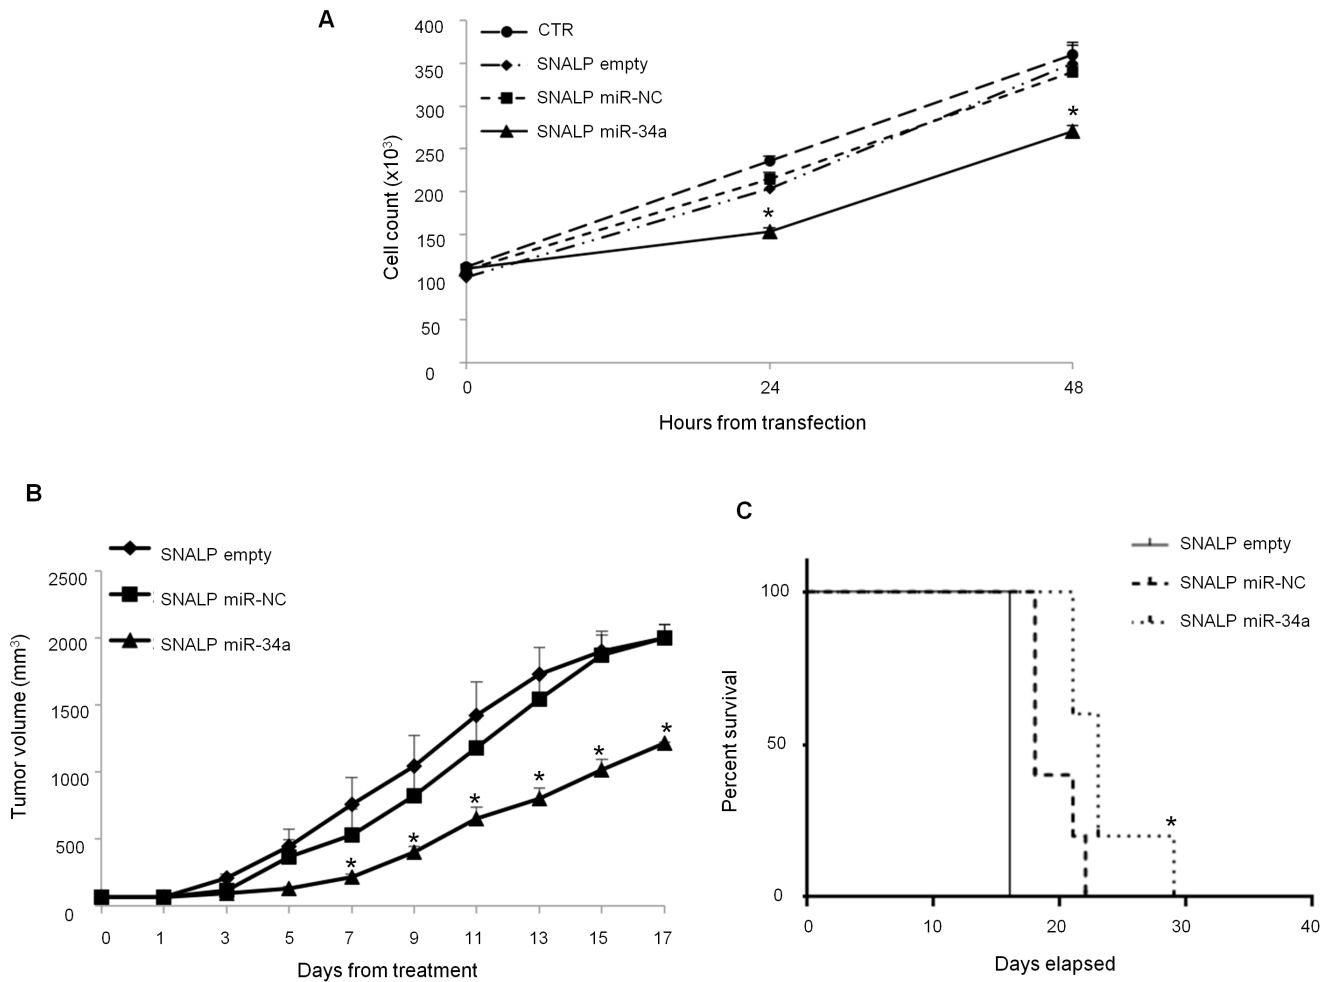 A
400
350
300
250
200
150
100
50
0
Cell count (x10³)
CTR
SNALP empty
SNALP miR-NC
SNALP miR-34a
*
*
0 24 48
Hours from transfection
B
SNALP empty
SNALP miR-NC
SNALP miR-34a
2500
2000
1500
1000
500
0
Tumor volume (mm³)
* * * * * *
0 1 3 5 7 9 11 13 15 17
Days from treatment
C
SNALP empty
SNALP miR-NC
SNALP miR-34a
100
50
0
Percent survival
*
0 10 20 30 40
Days elapsed